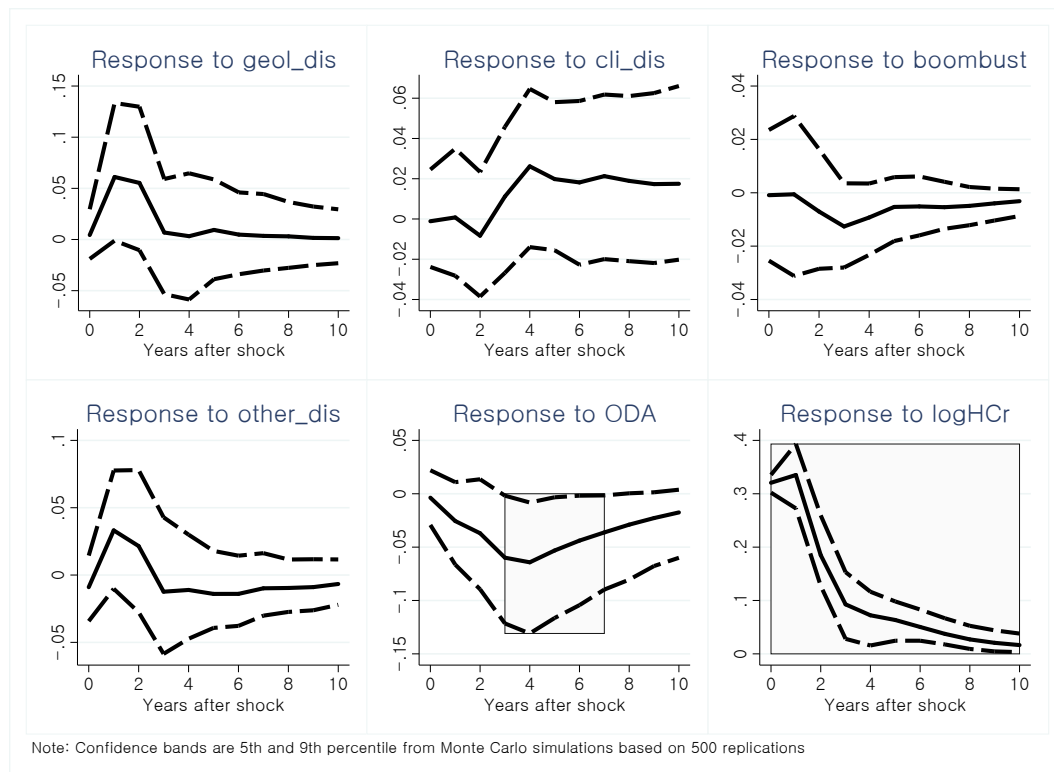 Response to geol_dis
Response to cli_dis
Response to boombust
.15
.1
.05
0
-.05
0 2 4 6 8 10
Years after shock
.06
.04
.02
0
-.02
-.04
0 2 4 6 8 10
Years after shock
.04
.02
0
-.02
-.04
0 2 4 6 8 10
Years after shock
Response to other_dis
Response to ODA
Response to logHCr
.1
.05
0
-.05
0 2 4 6 8 10
Years after shock
.05
0
-.05
-.1
-.15
0 2 4 6 8 10
Years after shock
.4
.3
.2
.1
0
0 2 4 6 8 10
Years after shock
Note: Confidence bands are 5th and 9th percentile from Monte Carlo simulations based on 500 replications